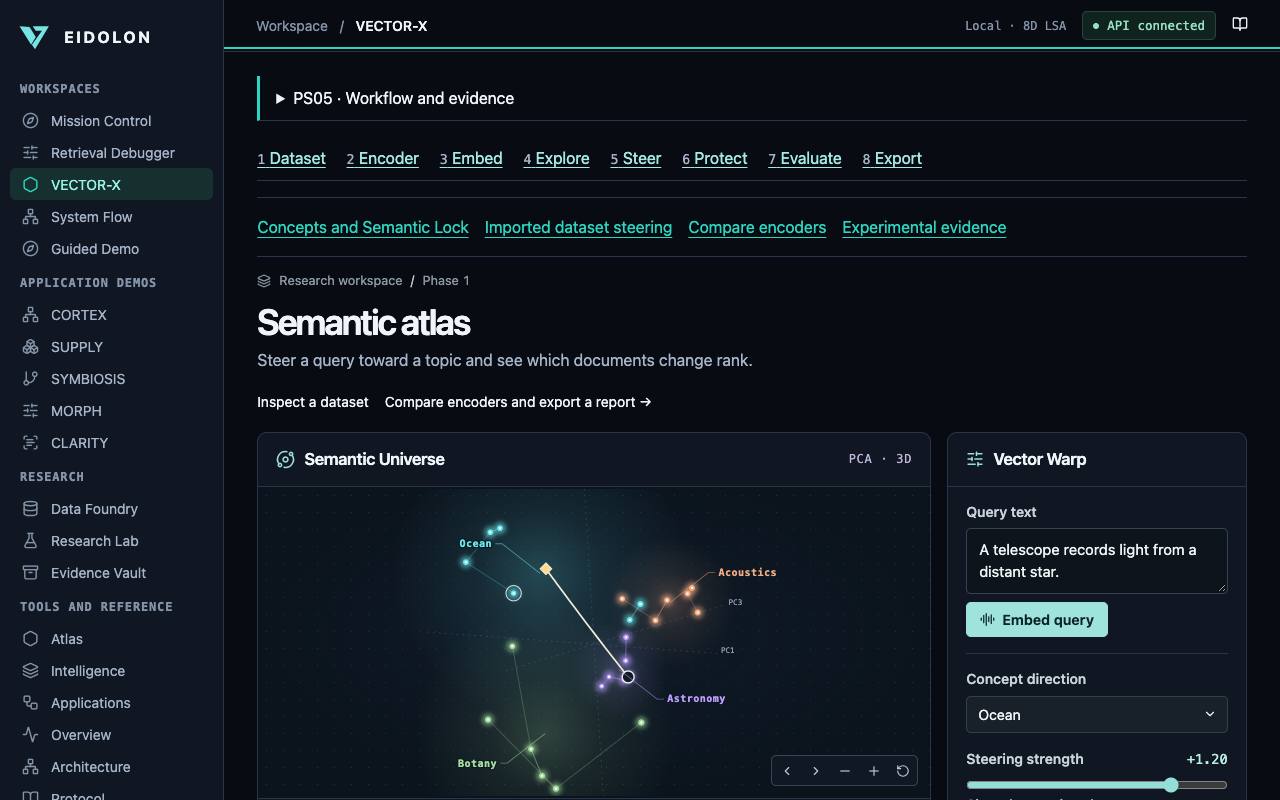 EIDOLON
WORKSPACES
Mission Control
Retrieval Debugger
VECTOR-X
System Flow
Guided Demo
APPLICATION DEMOS
CORTEX
SUPPLY
SYMBIOSIS
MORPH
CLARITY
RESEARCH
Data Foundry
Research Lab
Evidence Vault
TOOLS AND REFERENCE
Atlas
Intelligence
Applications
Overview
Architecture
Protocol
Workspace / VECTOR-X
Local · 8D LSA
API connected
PS05 · Workflow and evidence
1 Dataset 2 Encoder 3 Embed 4 Explore 5 Steer 6 Protect 7 Evaluate 8 Export
Concepts and Semantic Lock Imported dataset steering Compare encoders Experimental evidence
Research workspace / Phase 1
Semantic atlas
Steer a query toward a topic and see which documents change rank.
Inspect a dataset Compare encoders and export a report →
Semantic Universe
PCA · 3D
Ocean
Acoustics
PC3
PC1
Astronomy
Botany
Vector Warp
Query text
A telescope records light from a
distant star.
Embed query
Concept direction
Ocean
Steering strength +1.20